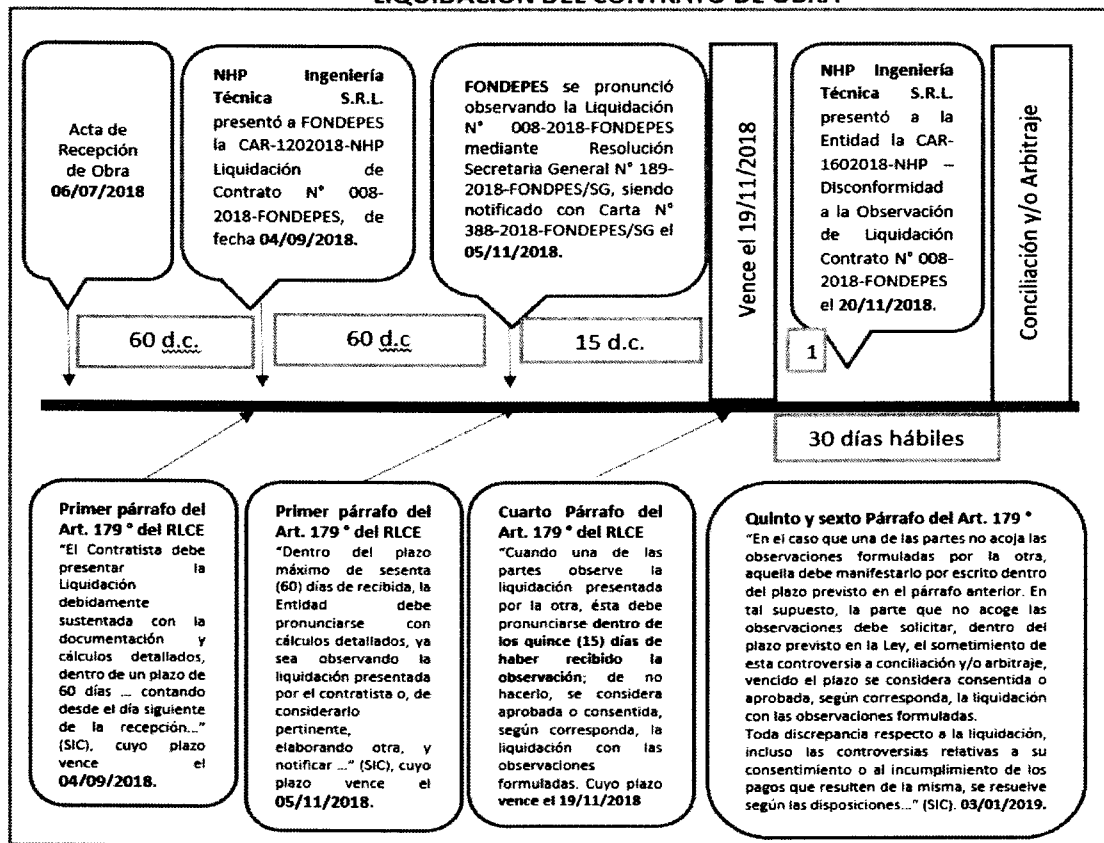 LIQUIDACIÓN DEL CONTRATO DE OBRA
Acta de
Recepción
de Obra
06/07/2018
NHP Ingeniería
Técnica S.R.L.
presentó a FONDEPES
la CAR-1202018-NHP
Liquidación de
Contrato N° 008-
2018-FONDEPES, de
fecha 04/09/2018.
FONDEPES se pronunció
observando la Liquidación
N° 008-2018-FONDEPES
mediante Resolución
Secretaria General N° 189-
2018-FONDPES/SG, siendo
notificado con Carta N°
388-2018-FONDEPES/SG el
05/11/2018.
Vence el 19/11/2018
NHP Ingeniería
Técnica S.R.L.
presentó a la
Entidad la CAR-
1602018-NHP –
Disconformidad
a la Observación
de Liquidación
Contrato N° 008-
2018-FONDEPES
el 20/11/2018.
Conciliación y/o Arbitraje
60 d.c.
60 d.c
15 d.c.
1
30 días hábiles
Primer párrafo del
Art. 179 ° del RLCE
"El Contratista debe
presentar la
Liquidación
debidamente
sustentada con la
documentación y
cálculos detallados,
dentro de un plazo de
60 días ... contando
desde el día siguiente
de la recepción..."
(SIC), cuyo plazo
vence el
04/09/2018.
Primer párrafo del
Art. 179 ° del RLCE
"Dentro del plazo
máximo de sesenta
(60) días de recibida, la
Entidad debe
pronunciarse con
cálculos detallados, ya
sea observando la
liquidación presentada
por el contratista o, de
considerarlo
pertinente,
elaborando otra, y
notificar ..." (SIC), cuyo
plazo vence el
05/11/2018.
Cuarto Párrafo del
Art. 179 ° del RLCE
"Cuando una de las
partes observe la
liquidación presentada
por la otra, ésta debe
pronunciarse dentro de
los quince (15) días de
haber recibido la
observación; de no
hacerlo, se considera
aprobada o consentida,
según corresponda, la
liquidación con las
observaciones
formuladas. Cuyo plazo
vence el 19/11/2018
Quinto y sexto Párrafo del Art. 179 °
"En el caso que una de las partes no acoja las
observaciones formuladas por la otra,
aquella debe manifestarlo por escrito dentro
del plazo previsto en el párrafo anterior. En
tal supuesto, la parte que no acoge las
observaciones debe solicitar, dentro del
plazo previsto en la Ley, el sometimiento de
esta controversia a conciliación y/o arbitraje,
vencido el plazo se considera consentida o
aprobada, según corresponda, la liquidación
con las observaciones formuladas.
Toda discrepancia respecto a la liquidación,
incluso las controversias relativas a su
consentimiento o al incumplimiento de los
pagos que resulten de la misma, se resuelve
según las disposiciones..." (SIC). 03/01/2019.